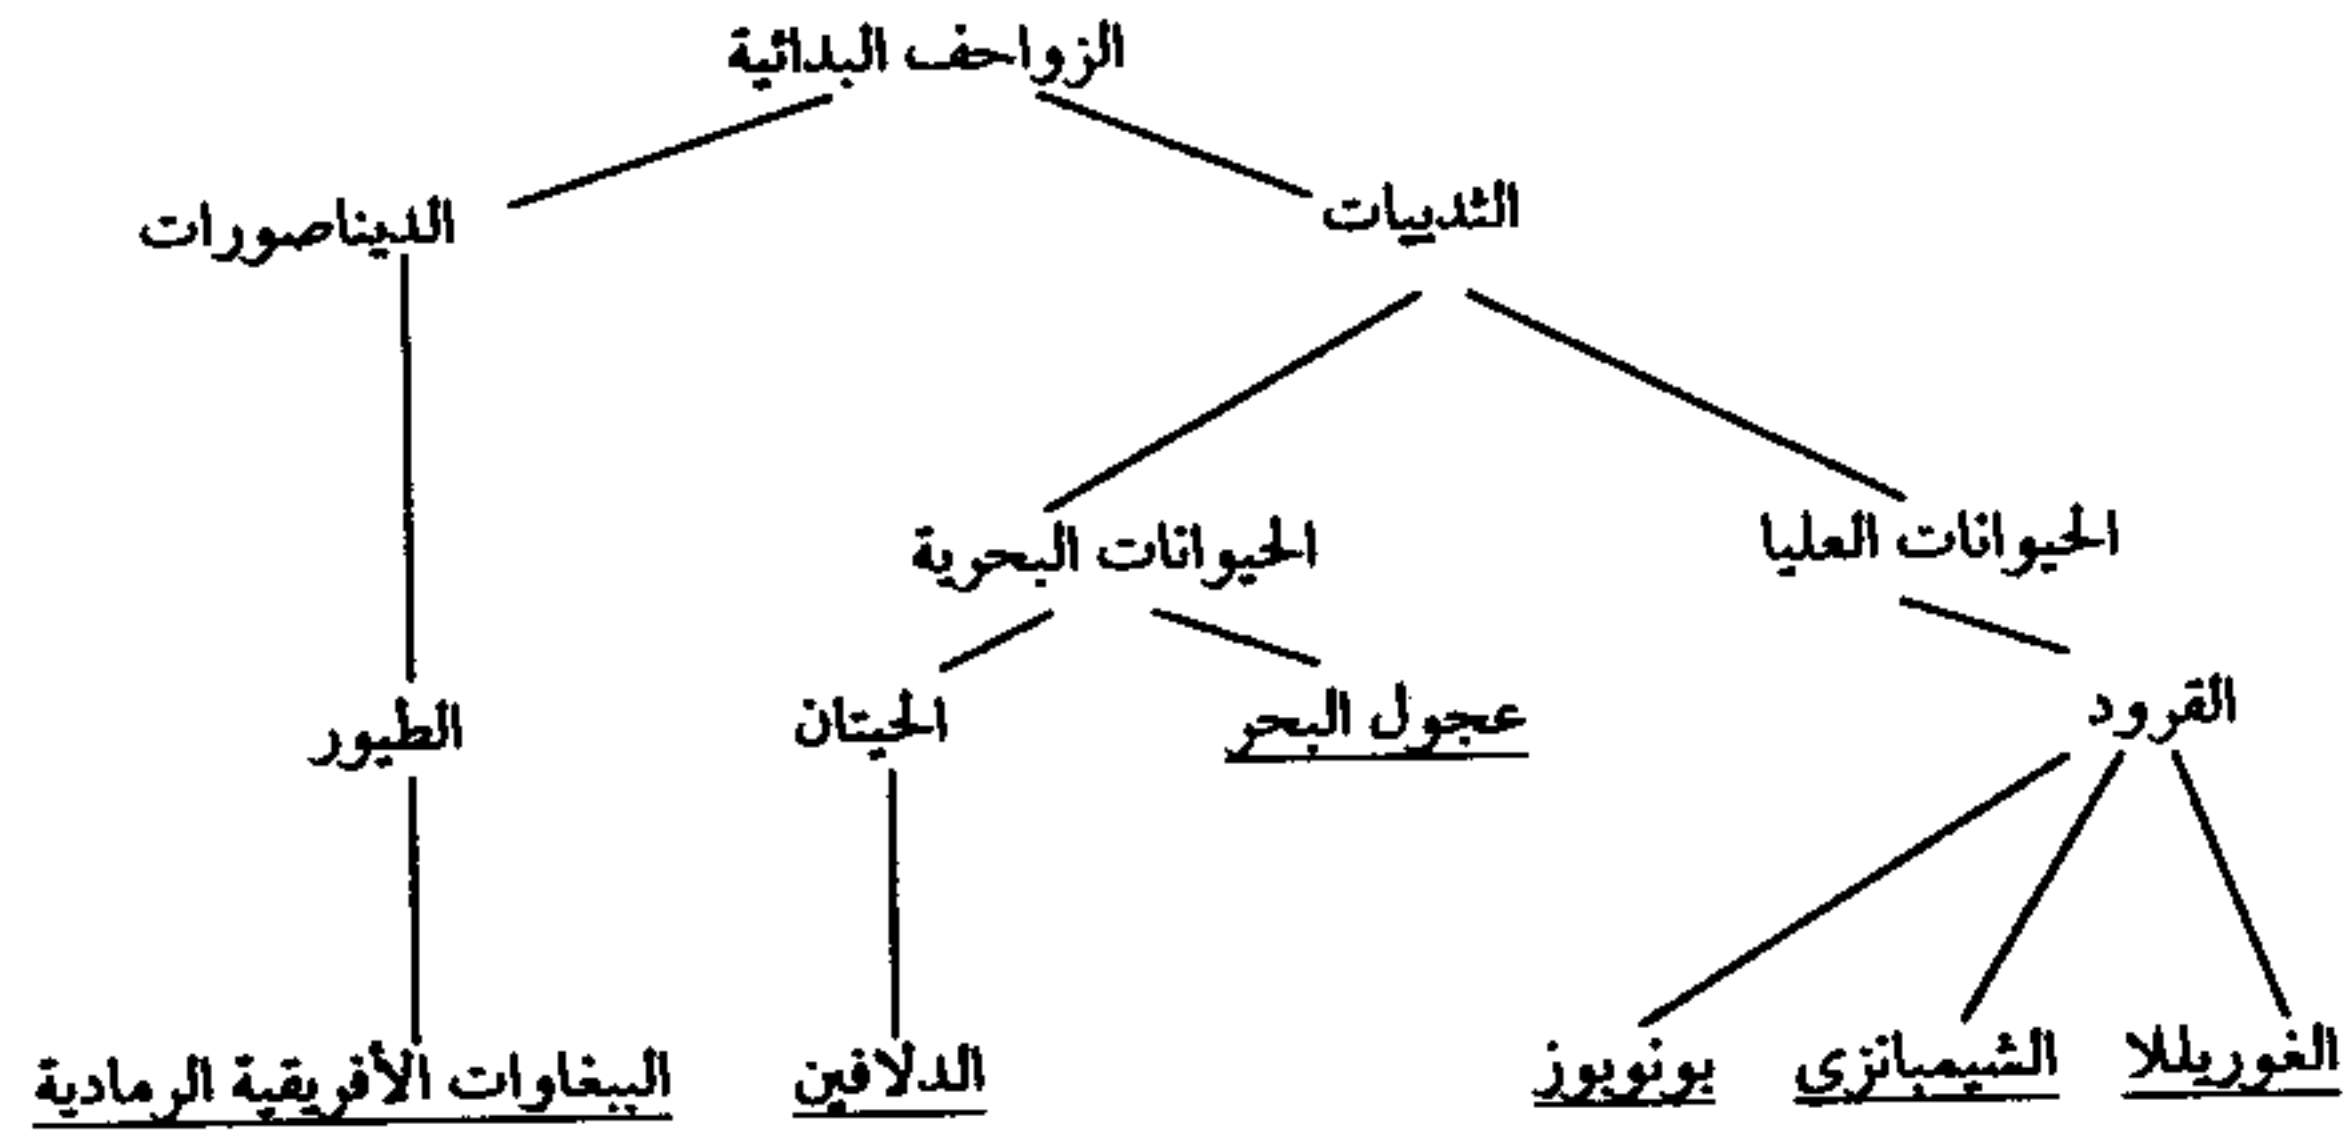 الزواحف البدائية
الثدييات
الديناصورات
الحيوانات العليا
الحيوانات البحرية
القرود
عجول البحر
الحيتان
الطيور
الغوريللا
الشيمبانزي
بونوبوز
الدلافين
الببغاوات الأفريقية الرمادية